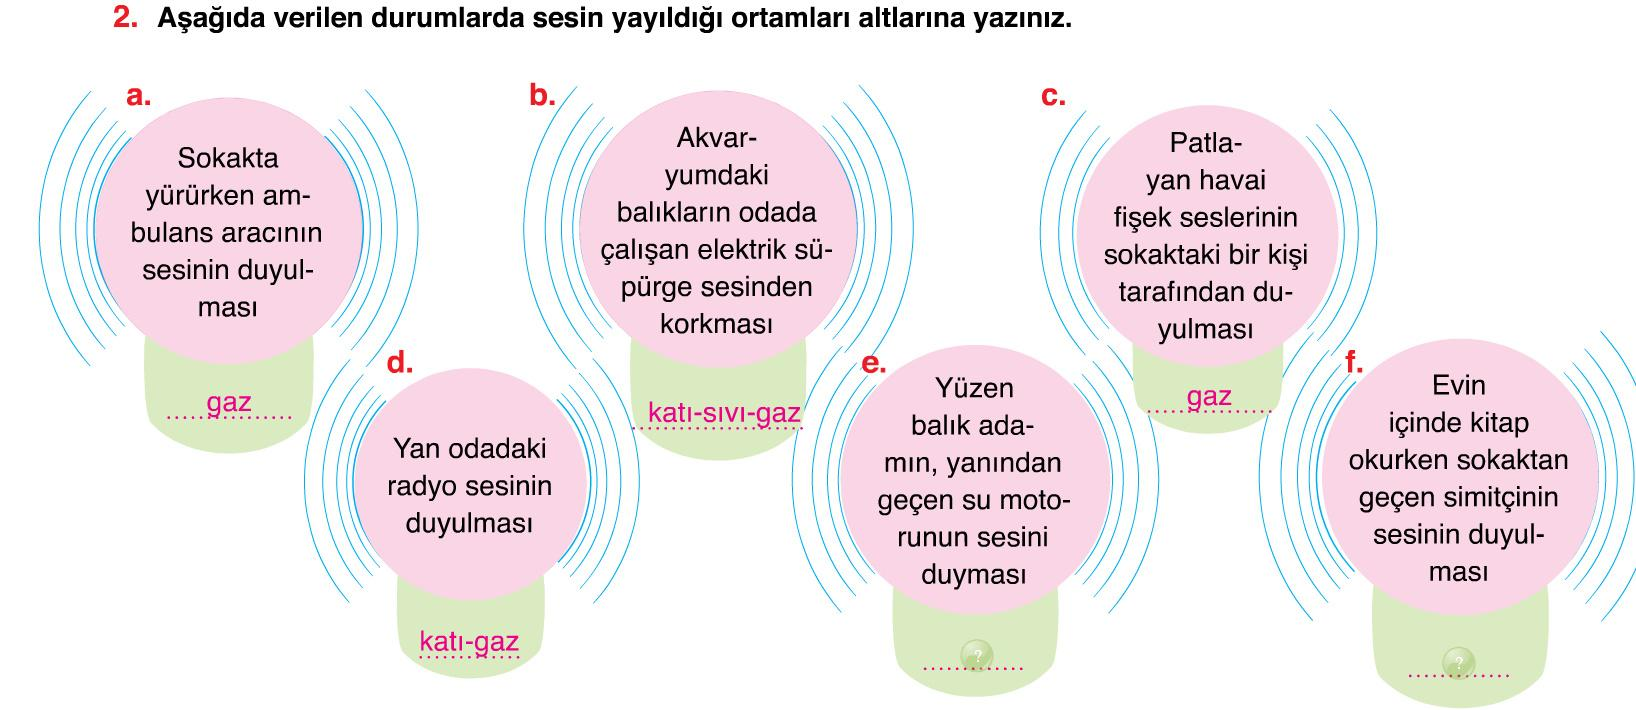 2. Aşağıda verilen durumlarda sesin yayıldığı ortamları altlarına yazınız.
a.
Sokakta
yürürken am-
bulans aracının
sesinin duyul-
ması
gaz
b.
Akvar-
yumdaki
balıkların odada
çalışan elektrik sü-
pürge sesinden
korkması
katı-sıvı-gaz
c.
Patla-
yan havai
fişek seslerinin
sokaktaki bir kişi
tarafından du-
yulması
gaz
d.
Yan odadaki
radyo sesinin
duyulması
katı-gaz
e.
Yüzen
balık ada-
mın, yanından
geçen su moto-
runun sesini
duyması
?
f.
Evin
içinde kitap
okurken sokaktan
geçen simitçinin
sesinin duyul-
ması
?